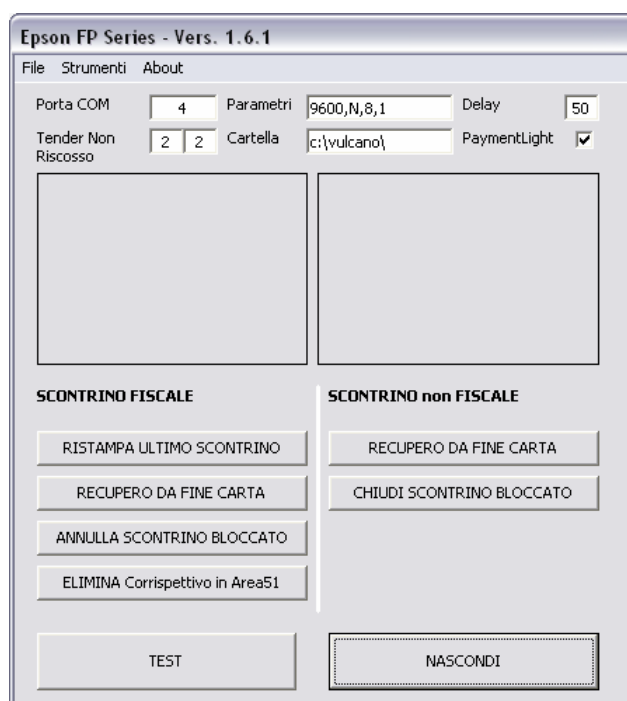 Epson FP Series - Vers. 1.6.1
File Strumenti About
Porta COM 4 Parametri 9600,N,8,1 Delay 50
Tender Non Riscosso 2 2 Cartella c:\vulcano\ PaymentLight
SCONTRINO FISCALE
SCONTRINO non FISCALE
RISTAMPA ULTIMO SCONTRINO
RECUPERO DA FINE CARTA
RECUPERO DA FINE CARTA
CHIUDI SCONTRINO BLOCCATO
ANNULLA SCONTRINO BLOCCATO
ELIMINA Corrispettivo in Area51
TEST
NASCONDI